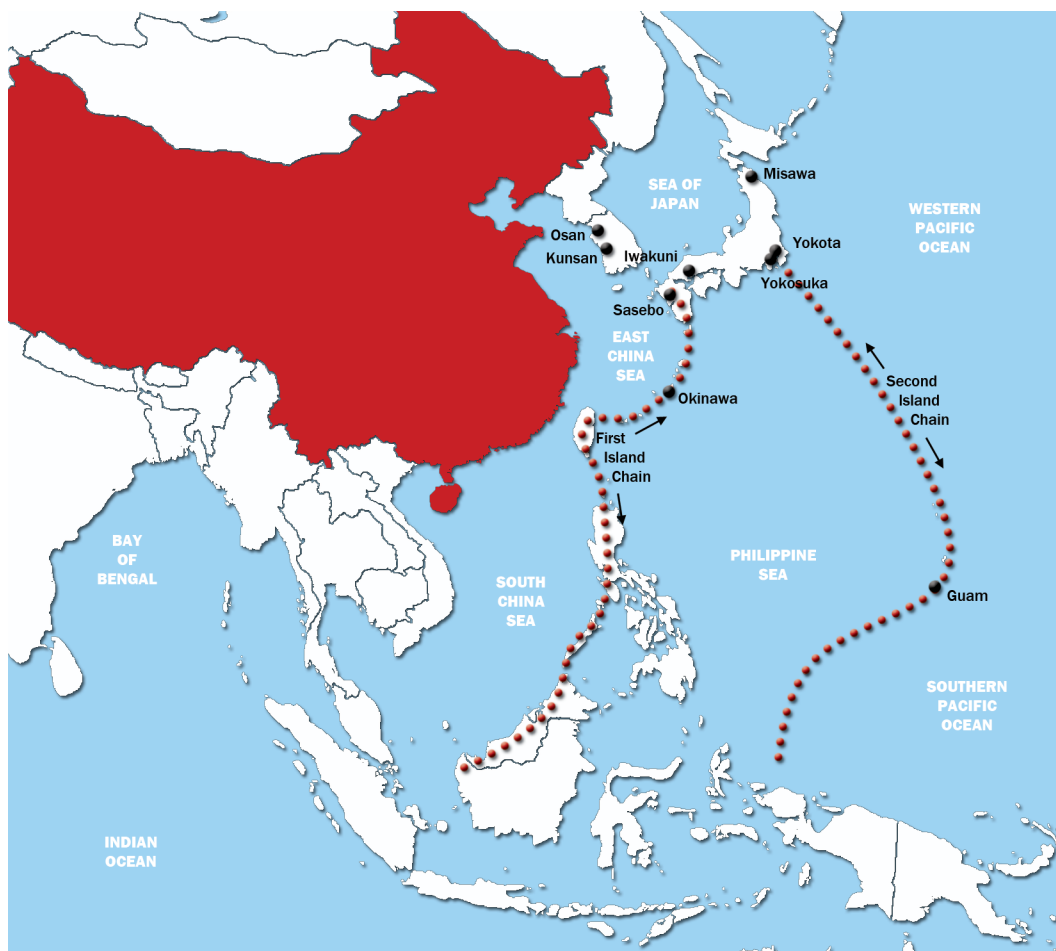 Misawa
SEA OF
JAPAN
WESTERN
PACIFIC
OCEAN
Osan
Kunsan
Iwakuni
Yokota
Yokosuka
Sasebo
EAST
CHINA
SEA
Okinawa
Second
Island
Chain
First
Island
Chain
BAY
OF
BENGAL
PHILIPPINE
SEA
SOUTH
CHINA
SEA
Guam
SOUTHERN
PACIFIC
OCEAN
INDIAN
OCEAN